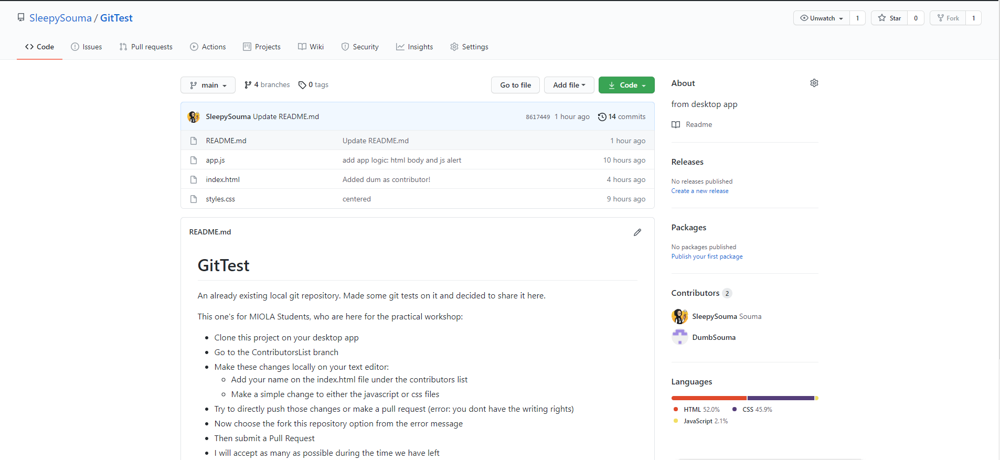 SleepySouma / GitTest
Unwatch 1 Star 0 Fork 1
Code Issues Pull requests Actions Projects Wiki Security Insights Settings
main 4 branches 0 tags Go to file Add file Code
SleepySouma Update README.md 8617449 1 hour ago 14 commits
README.md Update README.md 1 hour ago
app.js add app logic: html body and js alert 10 hours ago
index.html Added dum as contributor! 4 hours ago
styles.css centered 9 hours ago
README.md
GitTest
An already existing local git repository. Made some git tests on it and decided to share it here.
This one's for MIOLA Students, who are here for the practical workshop:
Clone this project on your desktop app
Go to the ContributorsList branch
Make these changes locally on your text editor:
Add your name on the index.html file under the contributors list
Make a simple change to either the javascript or css files
Try to directly push those changes or make a pull request (error: you dont have the writing rights)
Now choose the fork this repository option from the error message
Then submit a Pull Request
I will accept as many as possible during the time we have left
About
from desktop app
Readme
Releases
No releases published
Create a new release
Packages
No packages published
Publish your first package
Contributors 2
SleepySouma Souma
DumbSouma
Languages
HTML 52.0% CSS 45.9%
JavaScript 2.1%